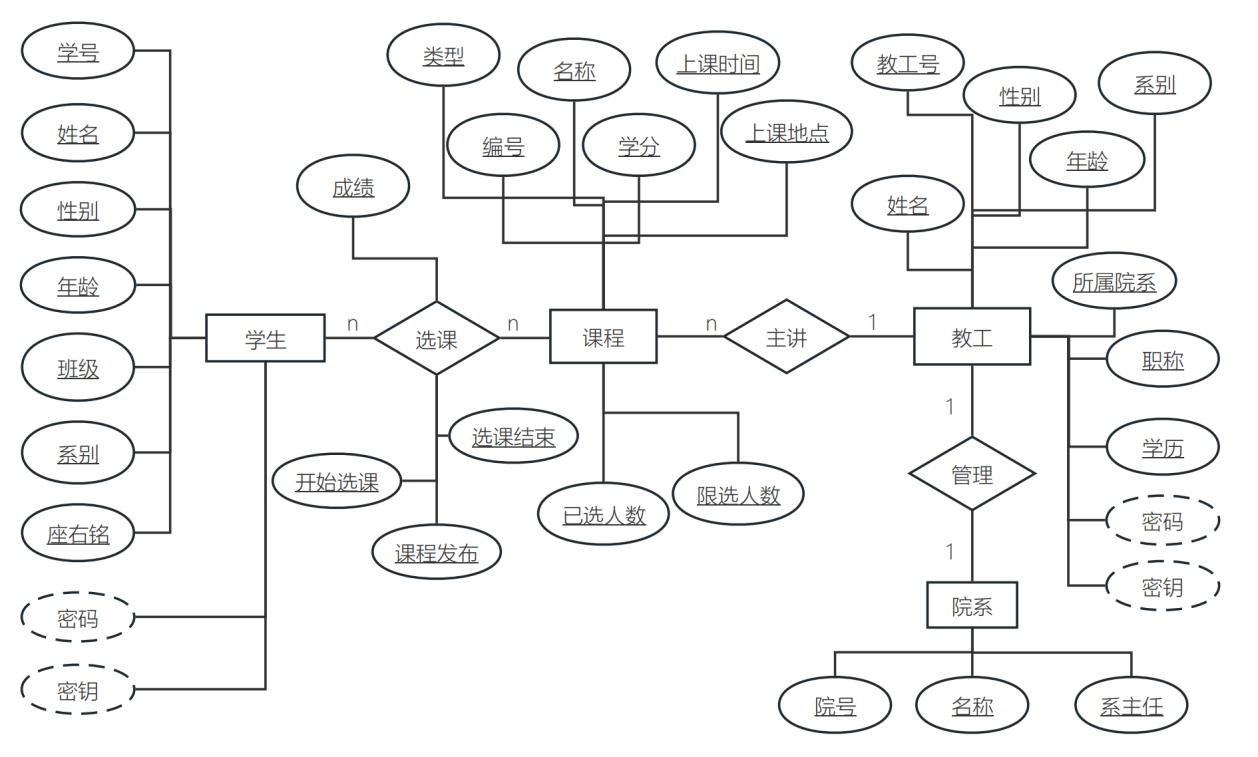 学号
姓名
性别
年龄
班级
系别
座右铭
密码
密钥
学生
n
选课
n
成绩
选课结束
开始选课
课程发布
类型
名称
上课时间
编号
学分
上课地点
课程
已选人数
限选人数
n
主讲
1
教工号
性别
系别
年龄
姓名
所属院系
教工
职称
学历
密码
密钥
1
管理
1
院系
院号
名称
系主任